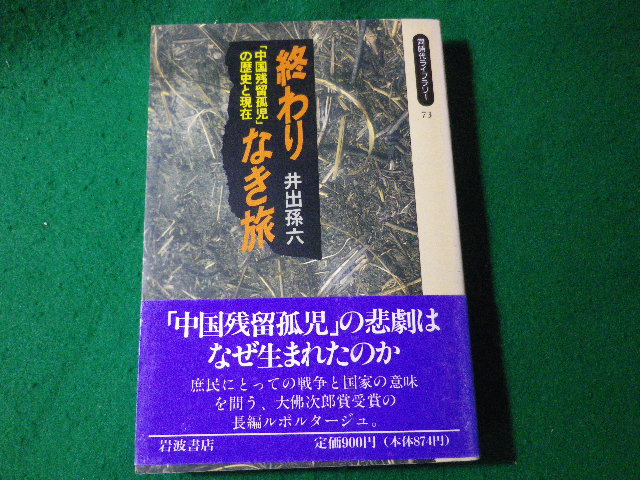 同時代ライブラリー
73
終わりなき旅
「中国残留孤児」
の歴史と現在
井出孫六
「中国残留孤児」の悲劇は
なぜ生まれたのか
庶民にとっての戦争と国家の意味
を問う、大佛次郎賞受賞の
長編ルポルタージュ。
岩波書店
定価900円(本体874円)